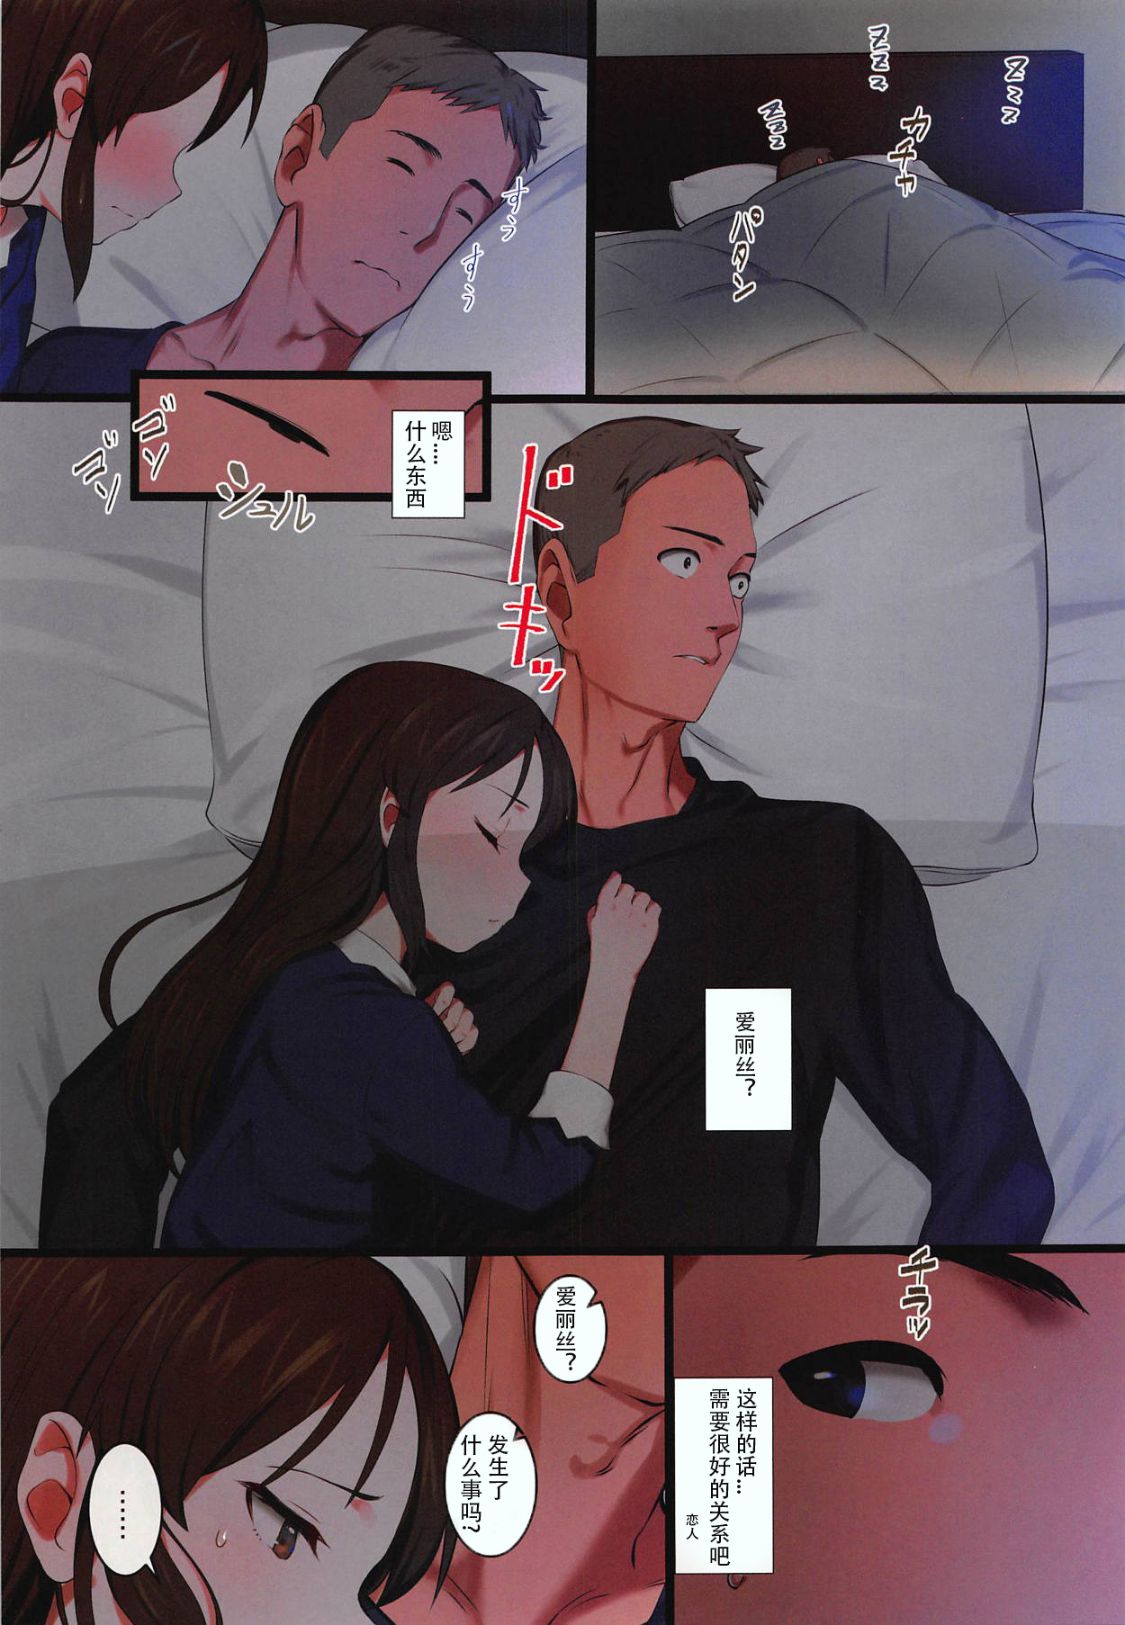 Zzz
Zzz
Zzz
カチャ
パタン
すぅ
すぅ
嗯….
什么东西
ゴソ
ゴソ
シュル
ドキッ
爱丽丝？
チラッ
这样的话…
需要很好的关系吧
恋人
爱丽丝？
发生了
什么事吗？
……